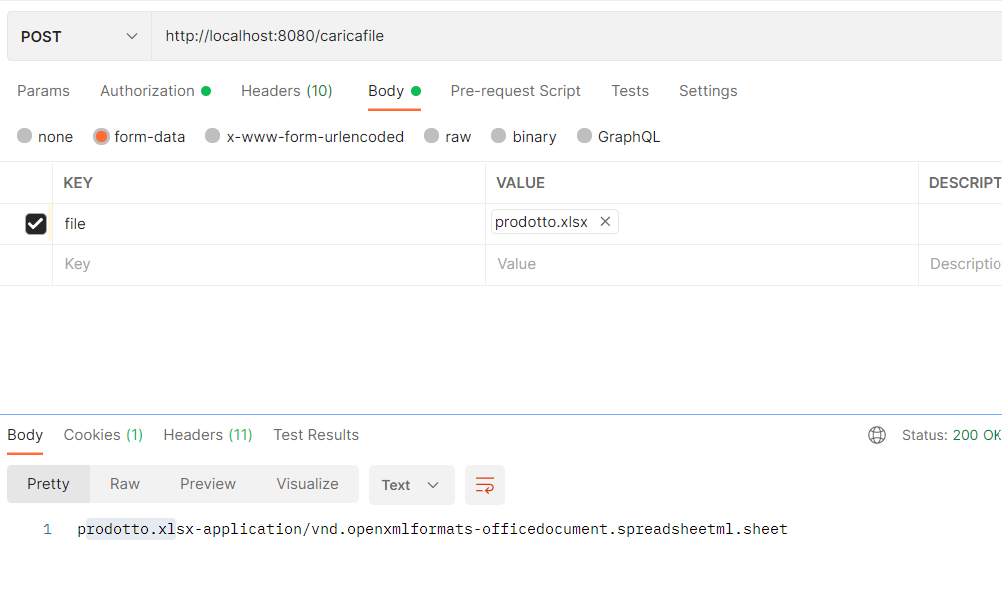 POST http://localhost:8080/caricafile
Params Authorization Headers (10) Body Pre-request Script Tests Settings
none form-data x-www-form-urlencoded raw binary GraphQL
KEY VALUE DESCRIPT
file prodotto.xlsx
Key Value Descriptio
Body Cookies (1) Headers (11) Test Results Status: 200 OK
Pretty Raw Preview Visualize Text
1 prodotto.xlsx-application/vnd.openxmlformats-officedocument.spreadsheetml.sheet